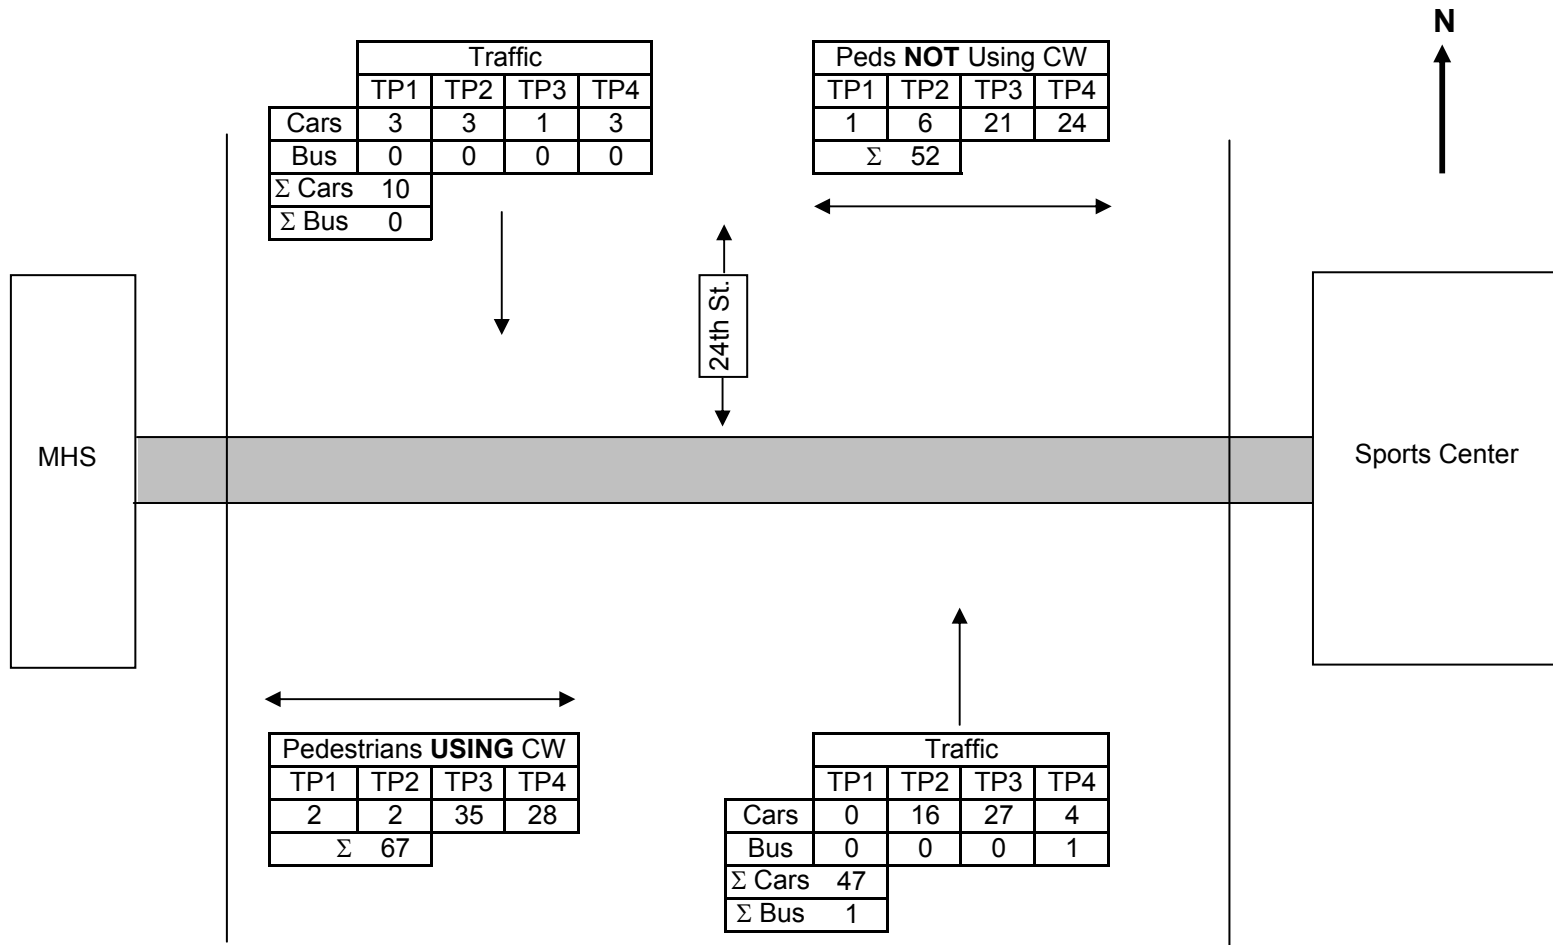 N
Traffic
TP1 TP2 TP3 TP4
Cars 3 3 1 3
Bus 0 0 0 0
Σ Cars 10
Σ Bus 0
Peds NOT Using CW
TP1 TP2 TP3 TP4
1 6 21 24
Σ 52
24th St.
MHS
Sports Center
Pedestrians USING CW
TP1 TP2 TP3 TP4
2 2 35 28
Σ 67
Traffic
TP1 TP2 TP3 TP4
Cars 0 16 27 4
Bus 0 0 0 1
Σ Cars 47
Σ Bus 1